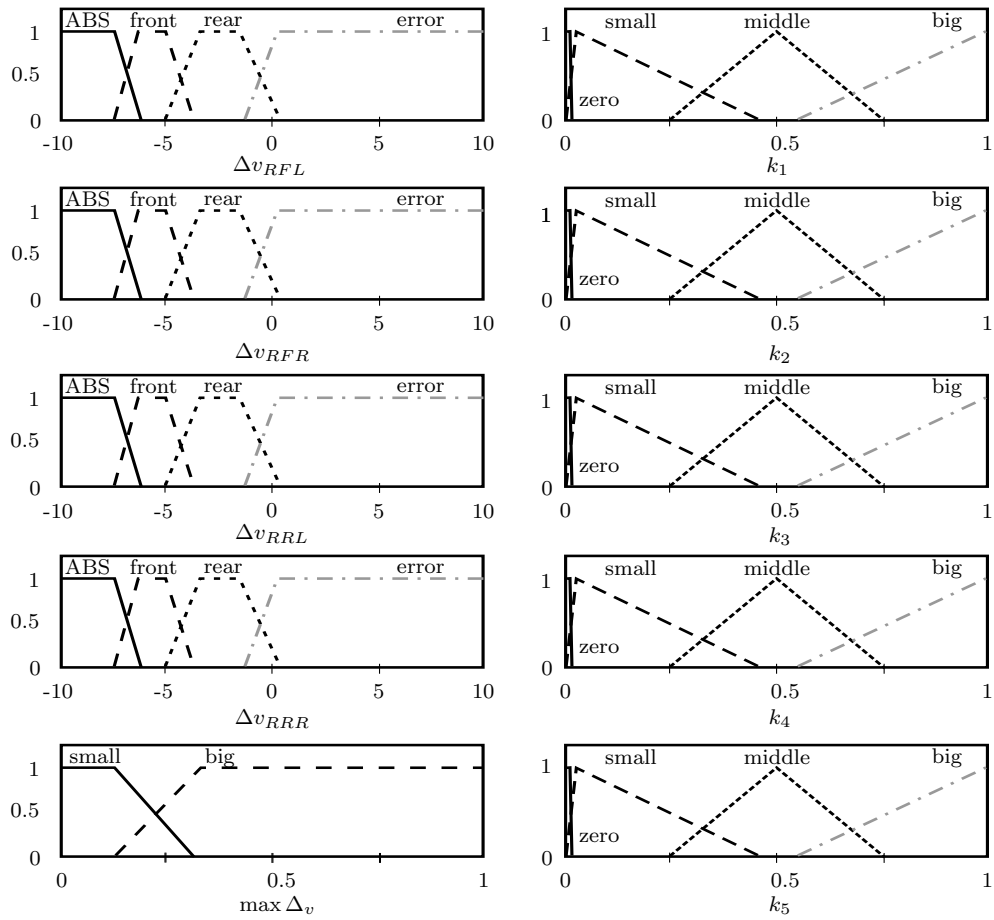 ABS front rear error
1
0.5
0
-10 -5 0 5 10
Δv_RFL
small middle big
1
zero
0
0 0.5 1
k_1
ABS front rear error
1
0.5
0
-10 -5 0 5 10
Δv_RFR
small middle big
1
zero
0
0 0.5 1
k_2
ABS front rear error
1
0.5
0
-10 -5 0 5 10
Δv_RRL
small middle big
1
zero
0
0 0.5 1
k_3
ABS front rear error
1
0.5
0
-10 -5 0 5 10
Δv_RRR
small middle big
1
zero
0
0 0.5 1
k_4
small big
1
0.5
0
0 0.5 1
max Δ_v
small middle big
1
zero
0
0 0.5 1
k_5